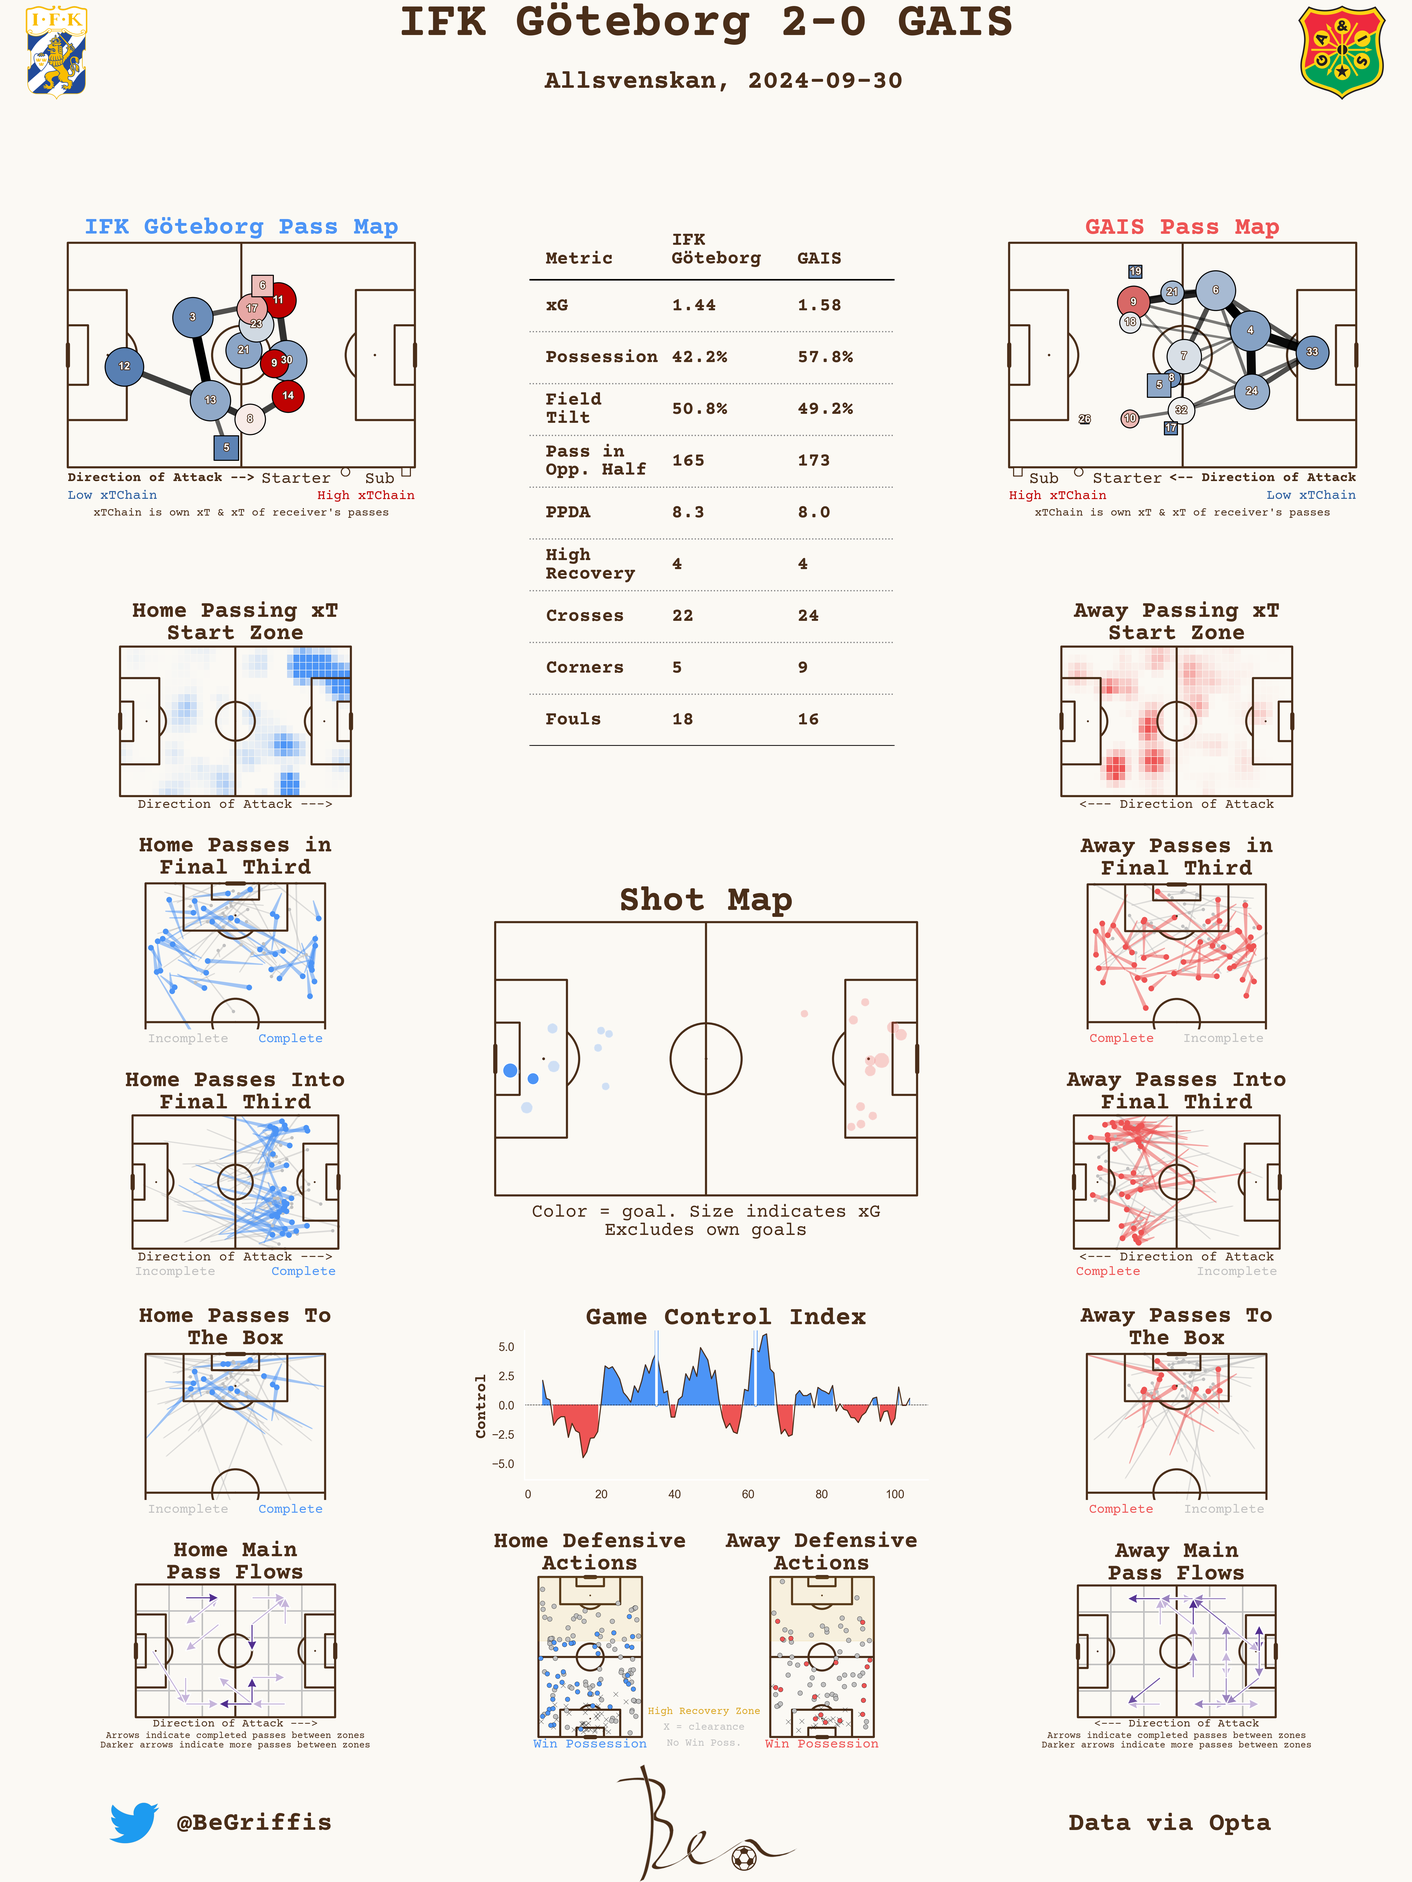 IFK Göteborg 2-0 GAIS
Allsvenskan, 2024-09-30
I·F·K
G A & I S
IFK Göteborg Pass Map
3
12
13
5
6
11
17
23
21
9
30
14
8
Direction of Attack --> Starter Sub
Low xTChain High xTChain
xTChain is own xT & xT of receiver's passes
Metric IFK Göteborg GAIS
xG 1.44 1.58
Possession 42.2% 57.8%
Field Tilt 50.8% 49.2%
Pass in Opp. Half 165 173
PPDA 8.3 8.0
High Recovery 4 4
Crosses 22 24
Corners 5 9
Fouls 18 16
GAIS Pass Map
19
9
21
6
18
4
33
7
8
5
24
32
26
10
17
Sub Starter <-- Direction of Attack
High xTChain Low xTChain
xTChain is own xT & xT of receiver's passes
Home Passing xT
Start Zone
Direction of Attack --->
Away Passing xT
Start Zone
<--- Direction of Attack
Home Passes in
Final Third
Incomplete Complete
Away Passes in
Final Third
Complete Incomplete
Shot Map
Color = goal. Size indicates xG
Excludes own goals
Home Passes Into
Final Third
Direction of Attack --->
Incomplete Complete
Away Passes Into
Final Third
<--- Direction of Attack
Complete Incomplete
Home Passes To
The Box
Incomplete Complete
Game Control Index
Control
5.0
2.5
0.0
−2.5
−5.0
0 20 40 60 80 100
Away Passes To
The Box
Complete Incomplete
Home Main
Pass Flows
Direction of Attack --->
Arrows indicate completed passes between zones
Darker arrows indicate more passes between zones
Home Defensive
Actions
Win Possession
High Recovery Zone
X = clearance
No Win Poss.
Away Defensive
Actions
Win Possession
Away Main
Pass Flows
<--- Direction of Attack
Arrows indicate completed passes between zones
Darker arrows indicate more passes between zones
@BeGriffis
Ben
Data via Opta